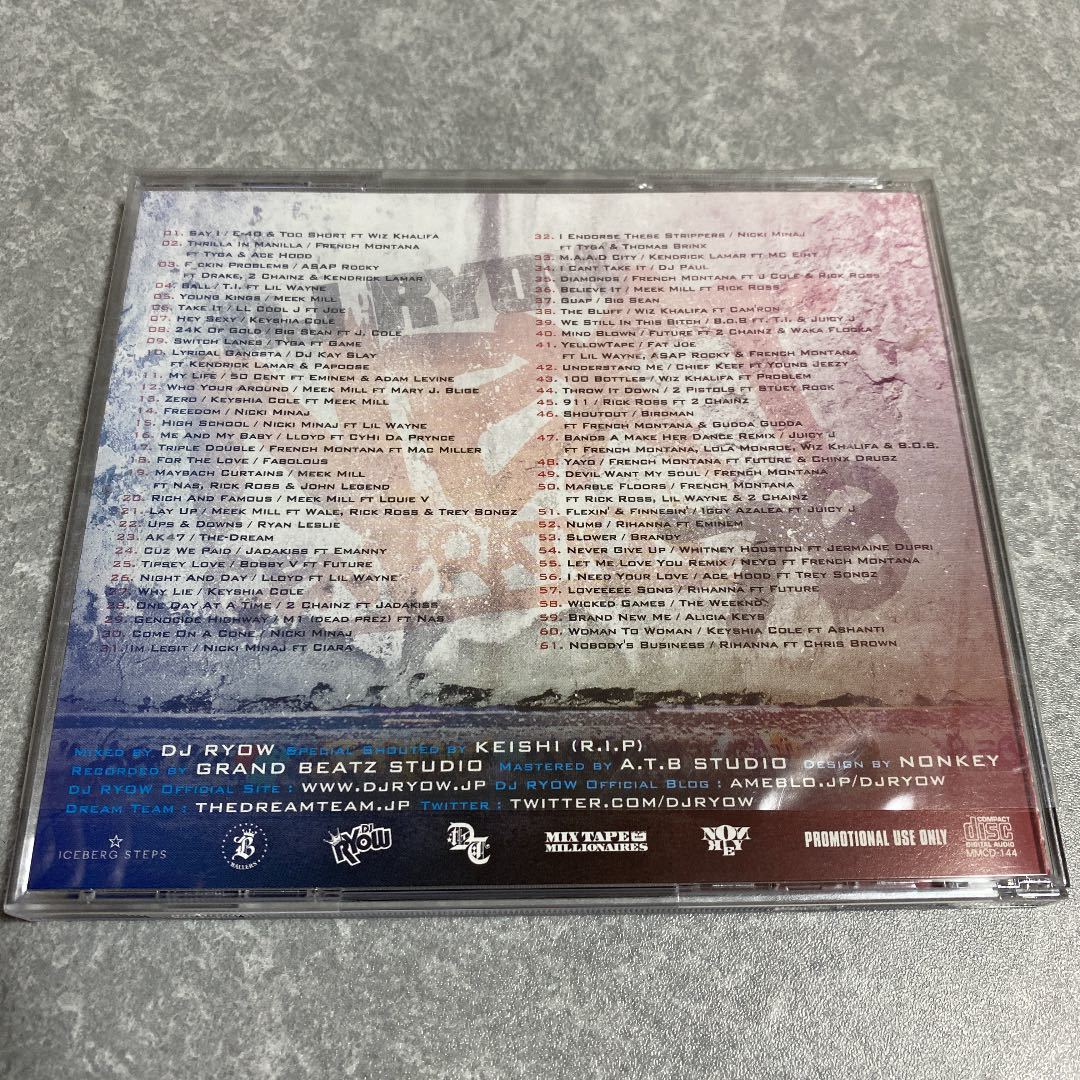 01. Say I / E-40 & Too Short ft Wiz Khalifa
02. Thrilla In Manilla / French Montana
ft Tyga & Ace Hood
03. F_ckin Problems / ASAP Rocky
ft Drake, 2 Chainz & Kendrick Lamar
04. Ball / T.I. ft Lil Wayne
05. Young Kings / Meek Mill
06. Take It / LL Cool J ft Joe
07. Hey Sexy / Keyshia Cole
08. 24K Of Gold / Big Sean ft J. Cole
09. Switch Lanes / Tyga ft Game
10. Lyrical Gangsta / DJ Kay Slay
ft Kendrick Lamar & Papoose
11. My Life / 50 Cent ft Eminem & Adam Levine
12. Who Your Around / Meek Mill ft Mary J. Blige
13. Zero / Keyshia Cole ft Meek Mill
14. Freedom / Nicki Minaj
15. High School / Nicki Minaj ft Lil Wayne
16. Me And My Baby / Lloyd ft CyHi Da Prynce
17. Triple Double / French Montana ft Mac Miller
18. For The Love / Fabolous
19. Maybach Curtains / Meek Mill
ft Nas, Rick Ross & John Legend
20. Rich And Famous / Meek Mill ft Louie V
21. Lay Up / Meek Mill ft Wale, Rick Ross & Trey Songz
22. Ups & Downs / Ryan Leslie
23. AK47 / The-Dream
24. Cuz We Paid / Jadakiss ft Emanny
25. Tipsey Love / Bobby V ft Future
26. Night And Day / Lloyd ft Lil Wayne
27. Why Lie / Keyshia Cole
28. One Day At A Time / 2 Chainz ft Jadakiss
29. Genocide Highway / M1 (dead prez) ft Nas
30. Come On A Cone / Nicki Minaj
31. Im Legit / Nicki Minaj ft Ciara
32. I Endorse These Strippers / Nicki Minaj
ft Tyga & Thomas Brinx
33. M.A.A.D City / Kendrick Lamar ft MC Eiht
34. I Cant Take It / DJ Paul
35. Diamonds / French Montana ft J Cole & Rick Ross
36. Believe It / Meek Mill ft Rick Ross
37. Guap / Big Sean
38. The Bluff / Wiz Khalifa ft Cam'ron
39. We Still In This Bitch / B.o.B ft T.I. & Juicy J
40. Mind Blown / Future ft 2 Chainz & Waka Flocka
41. YellowTape / Fat Joe
ft Lil Wayne, ASAP Rocky & French Montana
42. Understand Me / Chief Keef ft Young Jeezy
43. 100 Bottles / Wiz Khalifa ft Problem
44. Throw It Down / 2 Pistols ft Stuey Rock
45. 911 / Rick Ross ft 2 Chainz
46. Shoutout / Birdman
ft French Montana & Gudda Gudda
47. Bands A Make Her Dance Remix / Juicy J
ft French Montana, Lola Monroe, Wiz Khalifa & B.o.B.
48. Yayo / French Montana ft Future & Chinx Drugz
49. Devil Want My Soul / French Montana
50. Marble Floors / French Montana
ft Rick Ross, Lil Wayne & 2 Chainz
51. Flexin' & Finnesin' / Iggy Azalea ft Juicy J
52. Numb / Rihanna ft Eminem
53. Slower / Brandy
54. Never Give Up / Whitney Houston ft Jermaine Dupri
55. Let Me Love You Remix / NeYo ft French Montana
56. I Need Your Love / Ace Hood ft Trey Songz
57. Loveeeee Song / Rihanna ft Future
58. Wicked Games / The Weeknd
59. Brand New Me / Alicia Keys
60. Woman To Woman / Keyshia Cole ft Ashanti
61. Nobody's Business / Rihanna ft Chris Brown
Mixed by DJ RYOW Special Shouted by KEISHI (R.I.P)
Recorded by GRAND BEATZ STUDIO Mastered by A.T.B STUDIO Design by NONKEY
DJ RYOW Official Site : WWW.DJRYOW.JP DJ RYOW Official Blog : AMEBLO.JP/DJRYOW
Dream Team : THEDREAMTEAM.JP Twitter : TWITTER.COM/DJRYOW
ICEBERG STEPS
B BALLERS
DJ RYOW
DT
MIX TAPE MILLIONAIRES
NON KEY
PROMOTIONAL USE ONLY
COMPACT disc DIGITAL AUDIO
MMCD-144